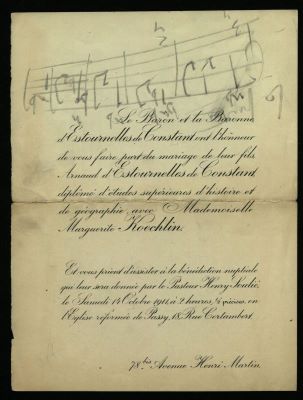 Le Baron et la Baronne
d'Estournelles de Constant ont l'honneur
de vous faire part du mariage de leur fils,
Arnaud d'Estournelles de Constant,
diplômé d'études supérieures d'histoire et
de géographie, avec Mademoiselle
Marguerite Koechlin.
Et vous prient d'assister à la bénédiction nuptiale
qui leur sera donnée par le Pasteur Henry Soulié,
le Samedi 14 Octobre 1911, à 2 heures, ½ précises, en
l'Eglise réformée de Passy, 18 Rue Cortambert.
78 bis Avenue Henri Martin.